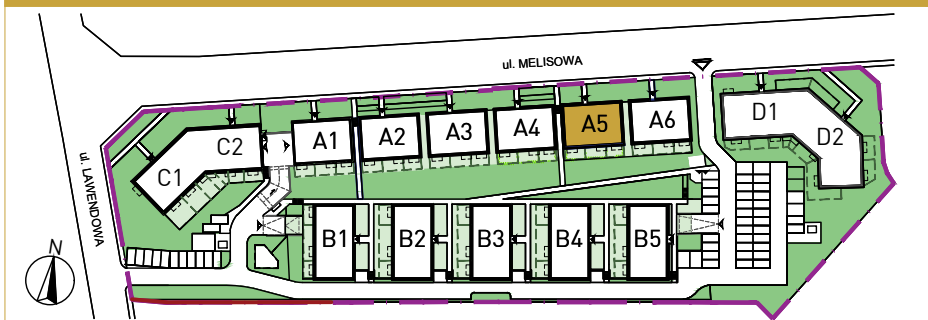 ul. MELISOWA
ul. LAWENDOWA
C1
C2
A1
A2
A3
A4
A5
A6
D1
D2
B1
B2
B3
B4
B5
N